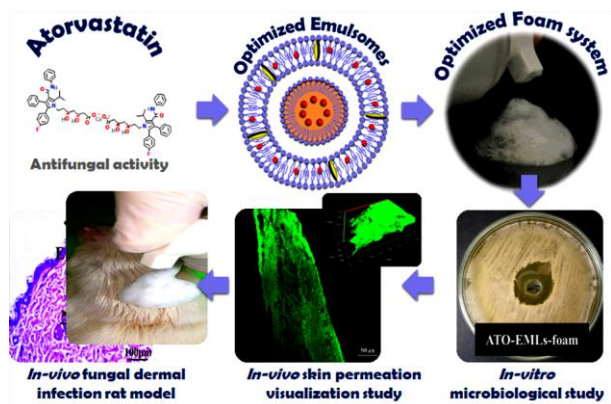 Atorvastatin
Optimized Emulsomes
Optimized Foam system
Antifungal activity
ATO-EMLs-foam
100µm
In-vivo fungal dermal
infection rat model
In-vivo skin permeation
visualization study
In-vitro
microbiological study